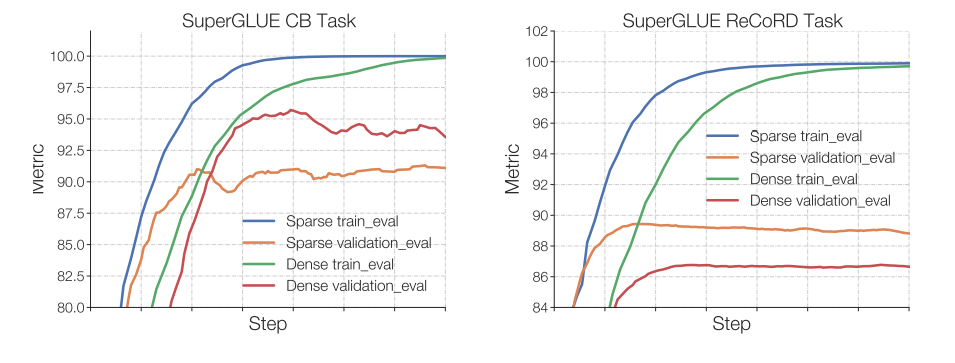 SuperGLUE CB Task
Metric
100.0
97.5
95.0
92.5
90.0
87.5
85.0
82.5
80.0
Sparse train_eval
Sparse validation_eval
Dense train_eval
Dense validation_eval
Step
SuperGLUE ReCoRD Task
Metric
102
100
98
96
94
92
90
88
86
84
Sparse train_eval
Sparse validation_eval
Dense train_eval
Dense validation_eval
Step